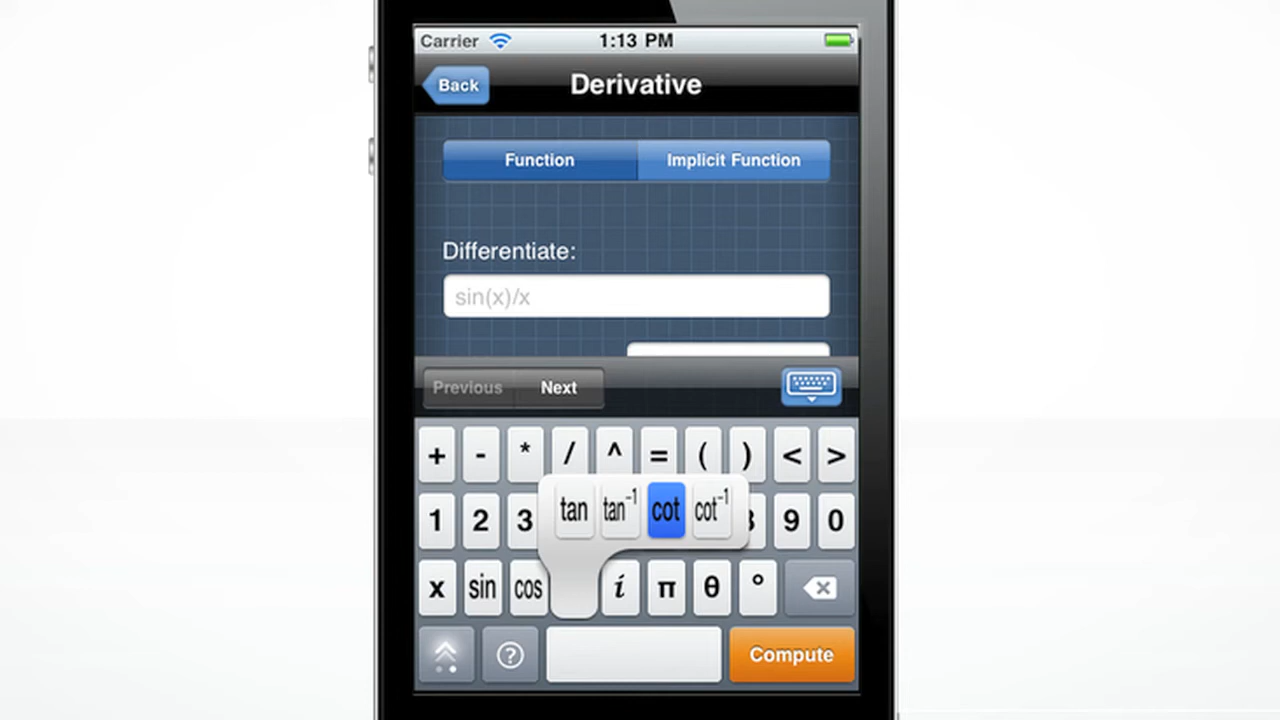 Carrier 1:13 PM
Back Derivative
Function Implicit Function
Differentiate:
sin(x)/x
Previous Next
+ - * / ^ = ( ) < >
tan tan⁻¹ cot cot⁻¹
1 2 3 9 0
x sin cos i π θ °
? Compute